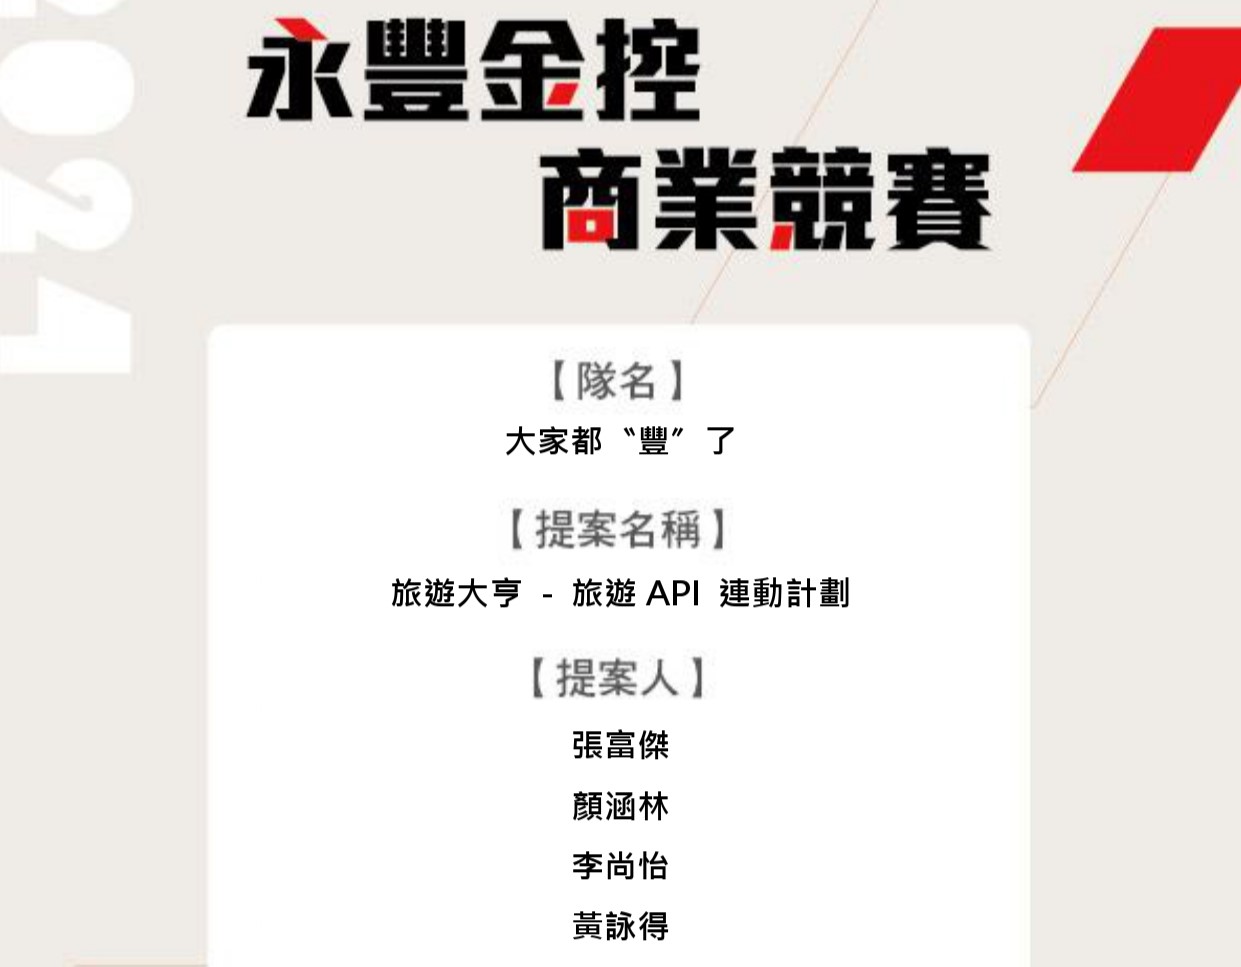 2021
永豐金控
商業競賽
【隊名】
大家都〝豐〞了
【提案名稱】
旅遊大亨 - 旅遊 API 連動計劃
【提案人】
張富傑
顏涵林
李尚怡
黃詠得